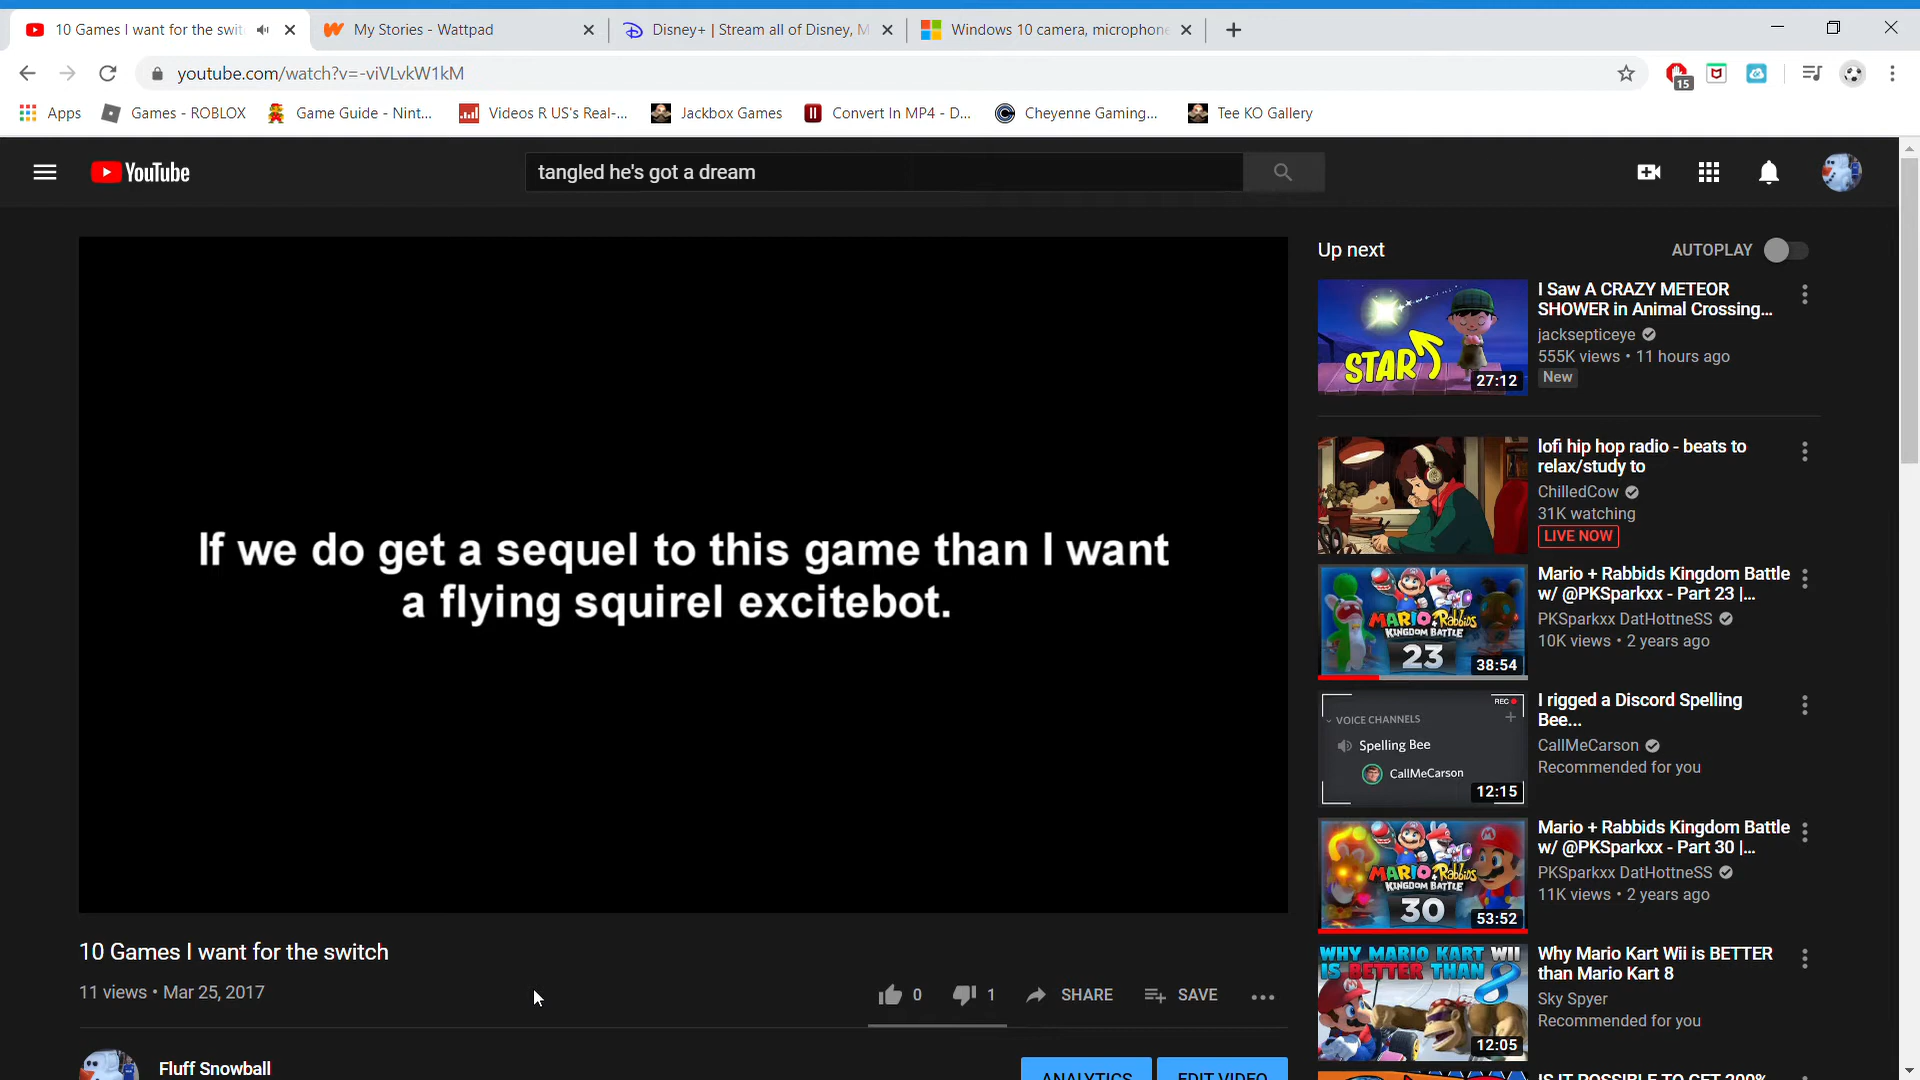 10 Games I want for the swit
My Stories - Wattpad
Disney+ | Stream all of Disney, M
Windows 10 camera, microphone
youtube.com/watch?v=-viVLvkW1kM
15
Apps
Games - ROBLOX
Game Guide - Nint...
Videos R US's Real-...
Jackbox Games
Convert In MP4 - D...
Cheyenne Gaming...
Tee KO Gallery
YouTube
tangled he's got a dream
If we do get a sequel to this game than I want
a flying squirel excitebot.
10 Games I want for the switch
11 views • Mar 25, 2017
0
1
SHARE
SAVE
Fluff Snowball
ANALYTICS
EDIT VIDEO
Up next
AUTOPLAY
STAR
27:12
I Saw A CRAZY METEOR
SHOWER in Animal Crossing...
jacksepticeye
555K views • 11 hours ago
New
lofi hip hop radio - beats to
relax/study to
ChilledCow
31K watching
LIVE NOW
MARIO + Rabbids
KINGDOM BATTLE
23
38:54
Mario + Rabbids Kingdom Battle
w/ @PKSparkxx - Part 23 |...
PKSparkxx DatHottneSS
10K views • 2 years ago
REC
VOICE CHANNELS
Spelling Bee
CallMeCarson
12:15
I rigged a Discord Spelling
Bee...
CallMeCarson
Recommended for you
MARIO + Rabbids
KINGDOM BATTLE
30
53:52
Mario + Rabbids Kingdom Battle
w/ @PKSparkxx - Part 30 |...
PKSparkxx DatHottneSS
11K views • 2 years ago
WHY MARIO KART WII
IS BETTER THAN 8
12:05
Why Mario Kart Wii is BETTER
than Mario Kart 8
Sky Spyer
Recommended for you
IS IT POSSIBLE TO GET 200%